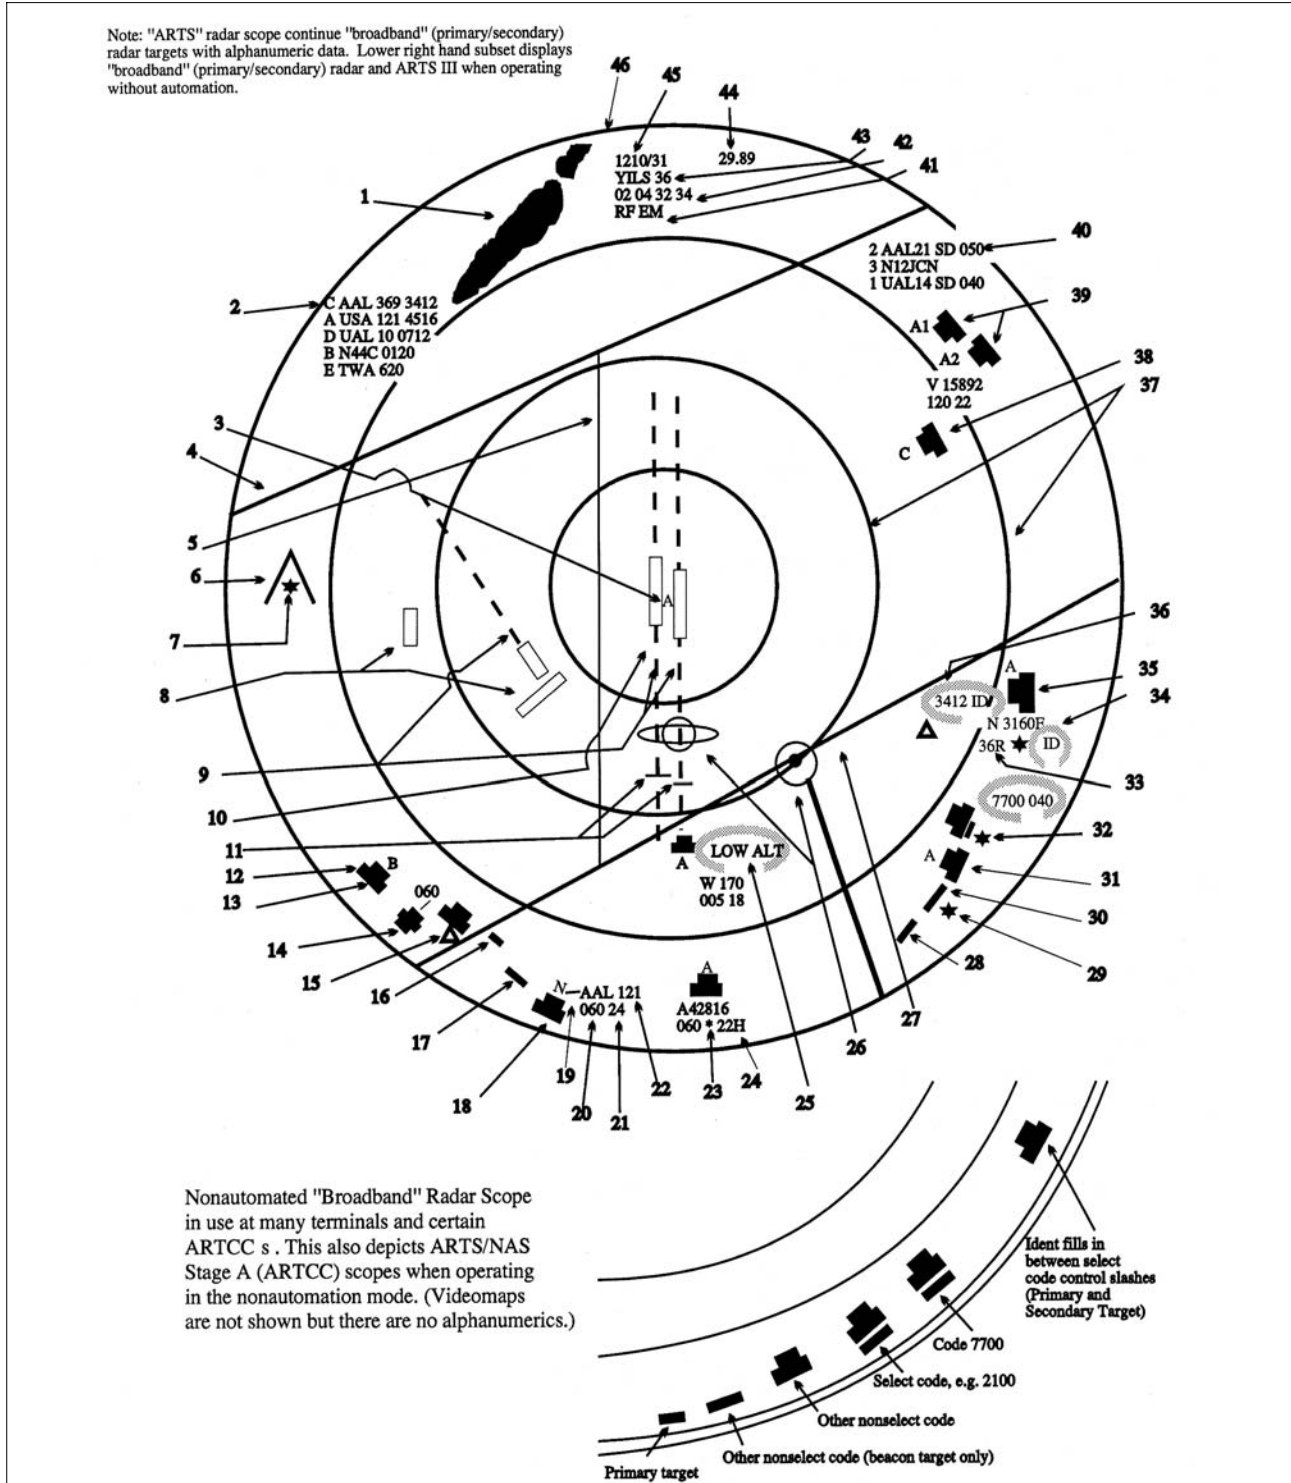 Note: "ARTS" radar scope continue "broadband" (primary/secondary)
radar targets with alphanumeric data. Lower right hand subset displays
"broadband" (primary/secondary) radar and ARTS III when operating
without automation.
46
45
44
43
42
41
1210/31
29.89
YILS 36
02 04 32 34
RF EM
1
40
2 AAL21 SD 050
3 N12JCN
1 UAL14 SD 040
2
C AAL 369 3412
A USA 121 4516
D UAL 10 0712
B N44C 0120
E TWA 620
39
A1
A2
38
37
V 15892
120 22
C
3
4
5
6
7
8
A
36
A
35
3412 ID
34
N 3160F
36R
ID
33
7700 040
9
10
11
32
A
31
30
29
28
27
26
25
LOW ALT
A
W 170
005 18
12
B
13
060
14
15
16
17
18
N
AAL 121
060 24
A
A42816
060 * 22H
19
20
21
22
23
24
Nonautomated "Broadband" Radar Scope
in use at many terminals and certain
ARTCC s . This also depicts ARTS/NAS
Stage A (ARTCC) scopes when operating
in the nonautomation mode. (Videomaps
are not shown but there are no alphanumerics.)
Ident fills in
between select
code control slashes
(Primary and
Secondary Target)
Code 7700
Select code, e.g. 2100
Other nonselect code
Other nonselect code (beacon target only)
Primary target